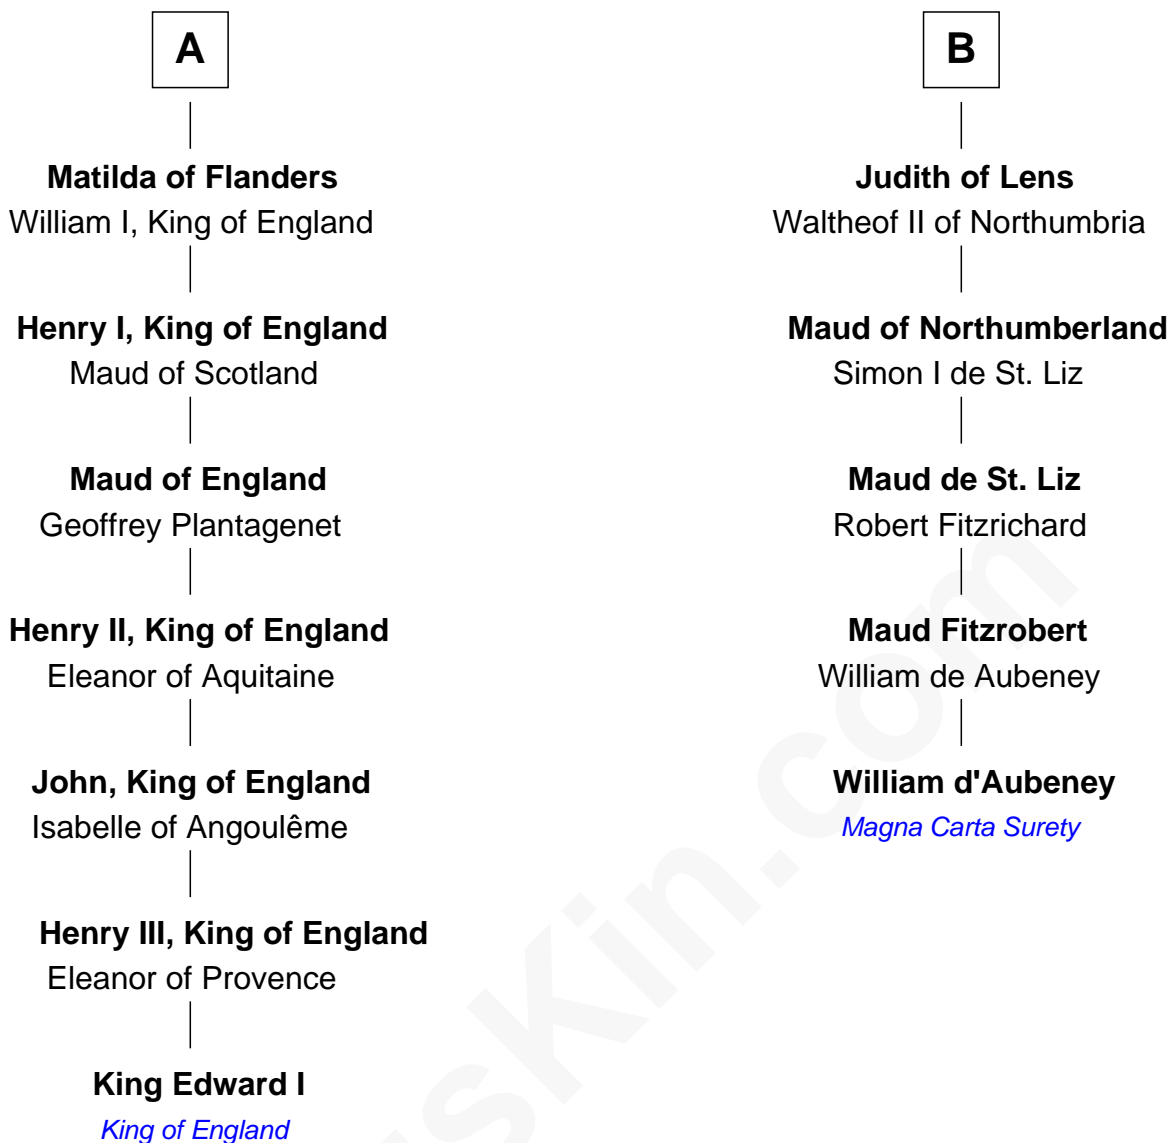 A
Matilda of Flanders
William I, King of England
Henry I, King of England
Maud of Scotland
Maud of England
Geoffrey Plantagenet
Henry II, King of England
Eleanor of Aquitaine
John, King of England
Isabelle of Angoulême
Henry III, King of England
Eleanor of Provence
King Edward I
King of England
B
Judith of Lens
Waltheof II of Northumbria
Maud of Northumberland
Simon I de St. Liz
Maud de St. Liz
Robert Fitzrichard
Maud Fitzrobert
William de Aubeney
William d'Aubeney
Magna Carta Surety
sKin.com